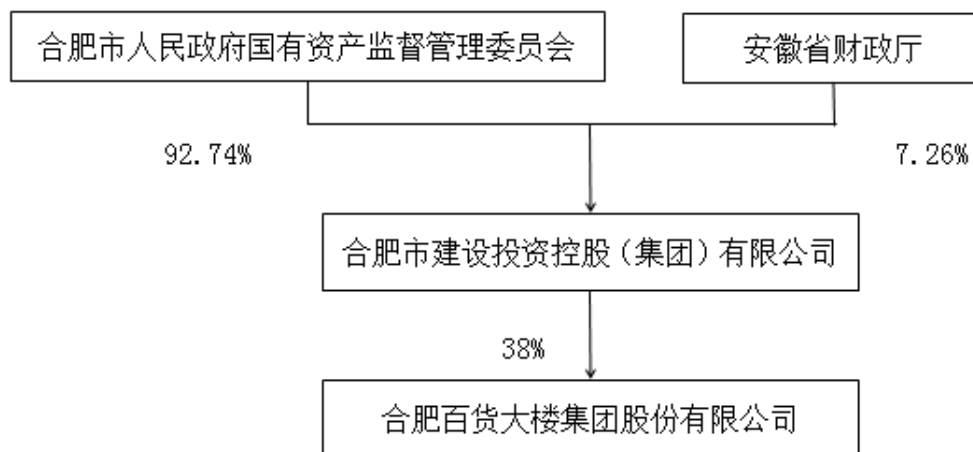 合肥市人民政府国有资产监督管理委员会
安徽省财政厅
92.74%
7.26%
合肥市建设投资控股（集团）有限公司
38%
合肥百货大楼集团股份有限公司